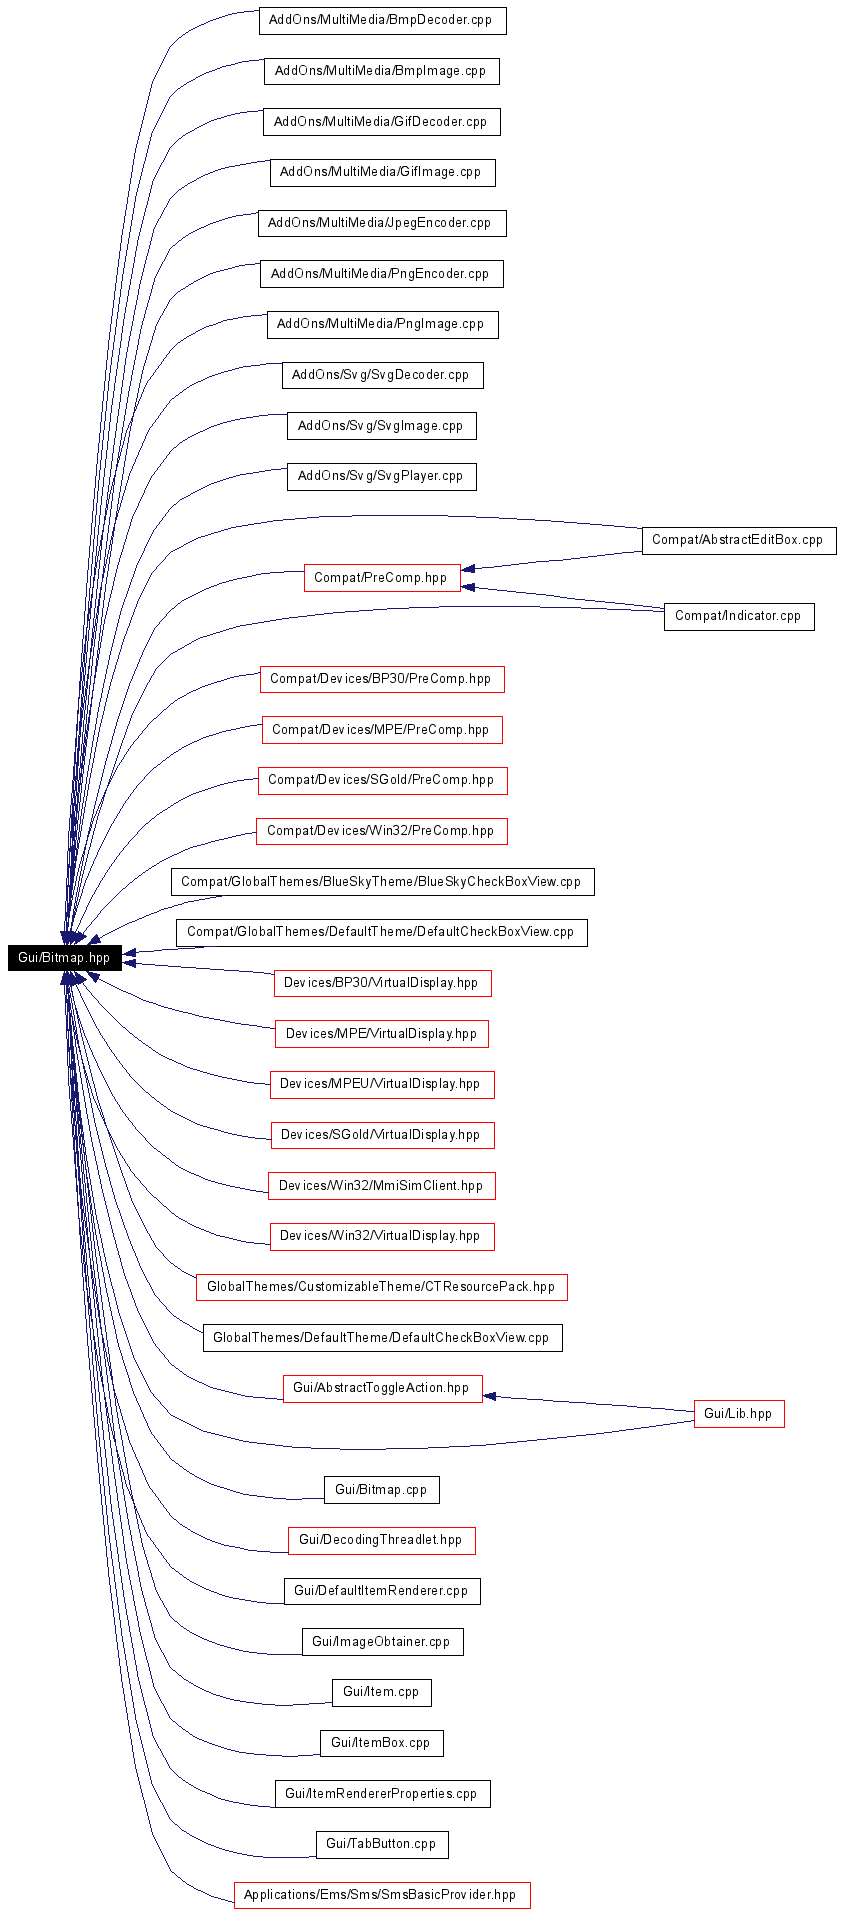 AddOns/MultiMedia/BmpDecoder.cpp
AddOns/MultiMedia/BmpImage.cpp
AddOns/MultiMedia/GifDecoder.cpp
AddOns/MultiMedia/GifImage.cpp
AddOns/MultiMedia/JpegEncoder.cpp
AddOns/MultiMedia/PngEncoder.cpp
AddOns/MultiMedia/PngImage.cpp
AddOns/Svg/SvgDecoder.cpp
AddOns/Svg/SvgImage.cpp
AddOns/Svg/SvgPlayer.cpp
Compat/AbstractEditBox.cpp
Compat/PreComp.hpp
Compat/Indicator.cpp
Compat/Devices/BP30/PreComp.hpp
Compat/Devices/MPE/PreComp.hpp
Compat/Devices/SGold/PreComp.hpp
Compat/Devices/Win32/PreComp.hpp
Compat/GlobalThemes/BlueSkyTheme/BlueSkyCheckBoxView.cpp
Compat/GlobalThemes/DefaultTheme/DefaultCheckBoxView.cpp
Gui/Bitmap.hpp
Devices/BP30/VirtualDisplay.hpp
Devices/MPE/VirtualDisplay.hpp
Devices/MPEU/VirtualDisplay.hpp
Devices/SGold/VirtualDisplay.hpp
Devices/Win32/MmiSimClient.hpp
Devices/Win32/VirtualDisplay.hpp
GlobalThemes/CustomizableTheme/CTResourcePack.hpp
GlobalThemes/DefaultTheme/DefaultCheckBoxView.cpp
Gui/AbstractToggleAction.hpp
Gui/Lib.hpp
Gui/Bitmap.cpp
Gui/DecodingThreadlet.hpp
Gui/DefaultItemRenderer.cpp
Gui/ImageObtainer.cpp
Gui/Item.cpp
Gui/ItemBox.cpp
Gui/ItemRendererProperties.cpp
Gui/TabButton.cpp
Applications/Ems/Sms/SmsBasicProvider.hpp